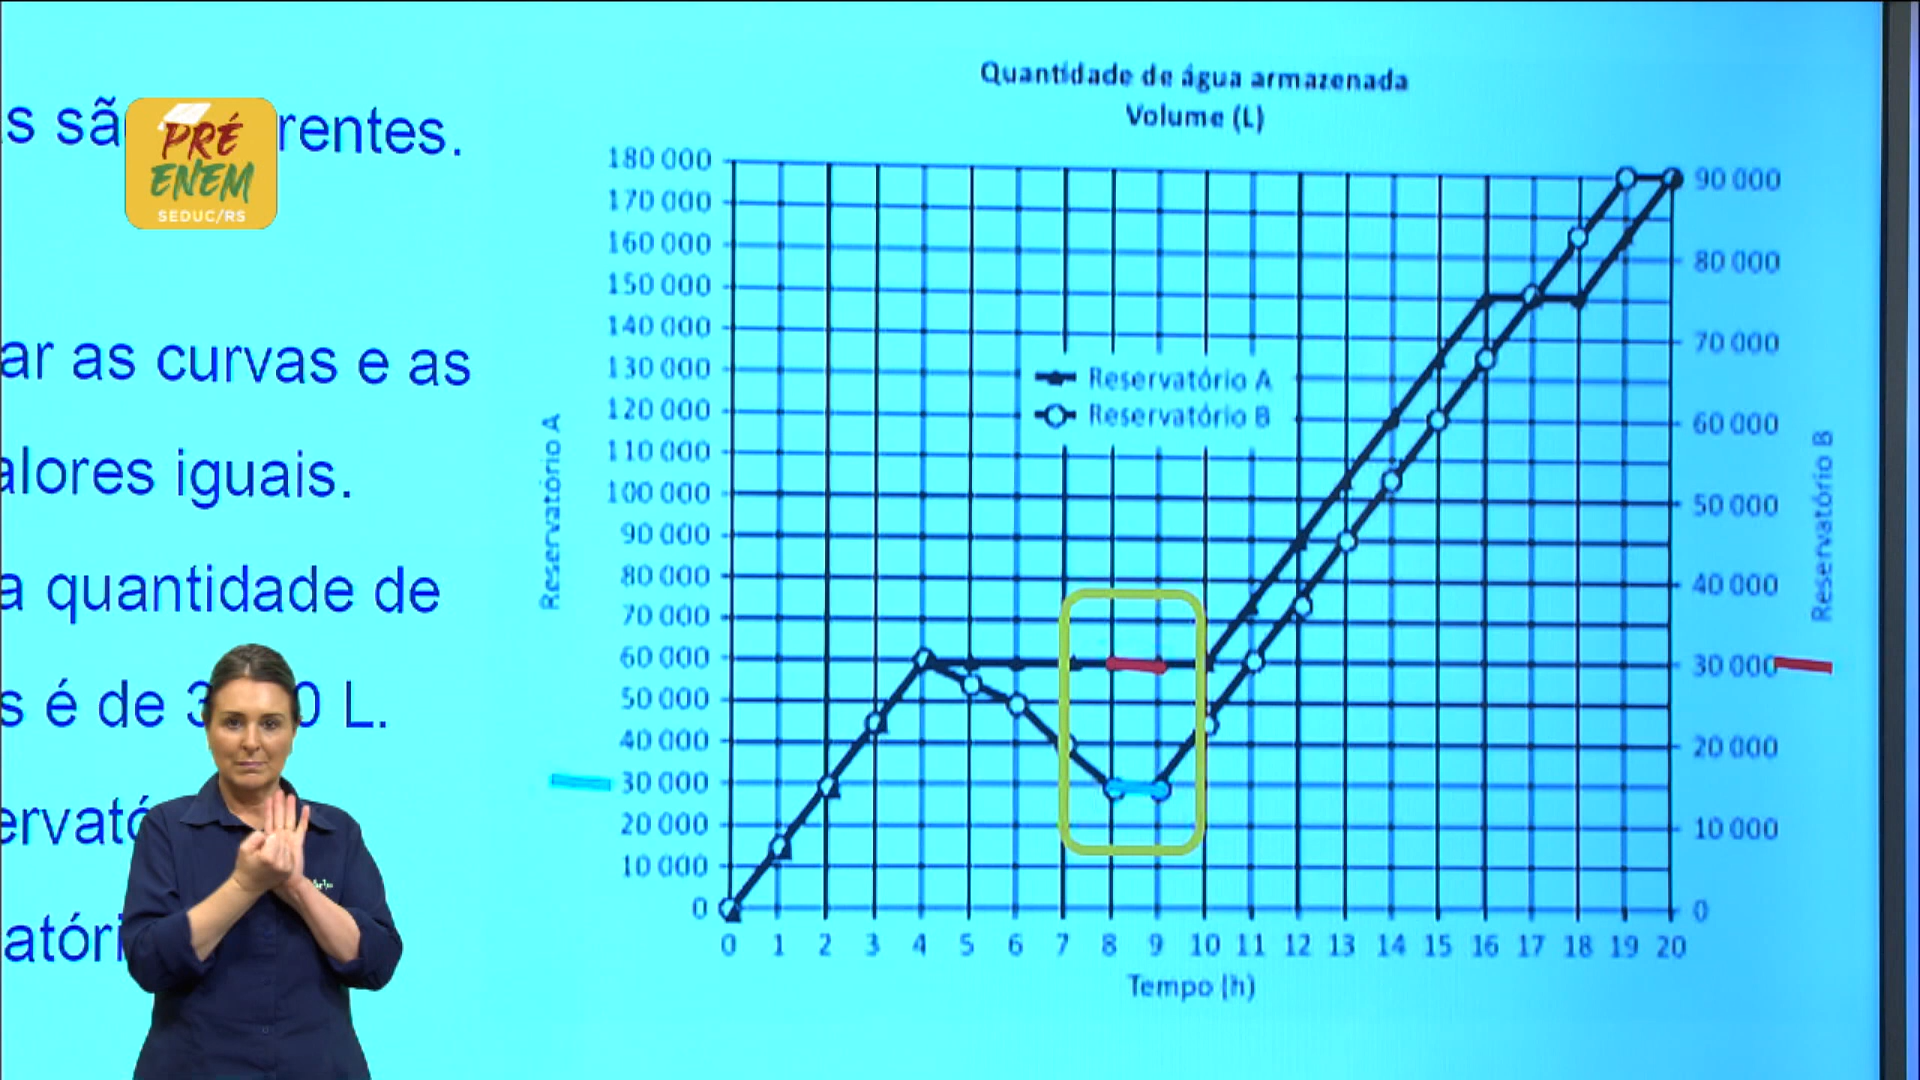 s sã rentes.
PRÉ
ENEM
SEDUC/RS
ar as curvas e as
alores iguais.
a quantidade de
s é de 3 0 L.
ervató
atóri
Quantidade de água armazenada
Volume (L)
Reservatório A
180 000
170 000
160 000
150 000
140 000
130 000
120 000
110 000
100 000
90 000
80 000
70 000
60 000
50 000
40 000
30 000
20 000
10 000
0
Reservatório A
Reservatório B
90 000
80 000
70 000
60 000
50 000
40 000
30 000
20 000
10 000
0
Reservatório B
0 1 2 3 4 5 6 7 8 9 10 11 12 13 14 15 16 17 18 19 20
Tempo (h)